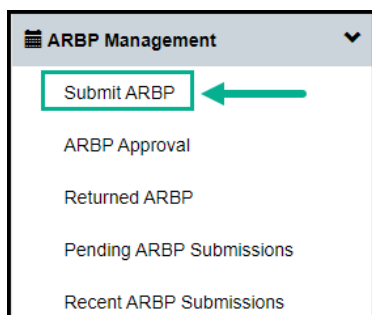 ARBP Management
Submit ARBP
ARBP Approval
Returned ARBP
Pending ARBP Submissions
Recent ARBP Submissions